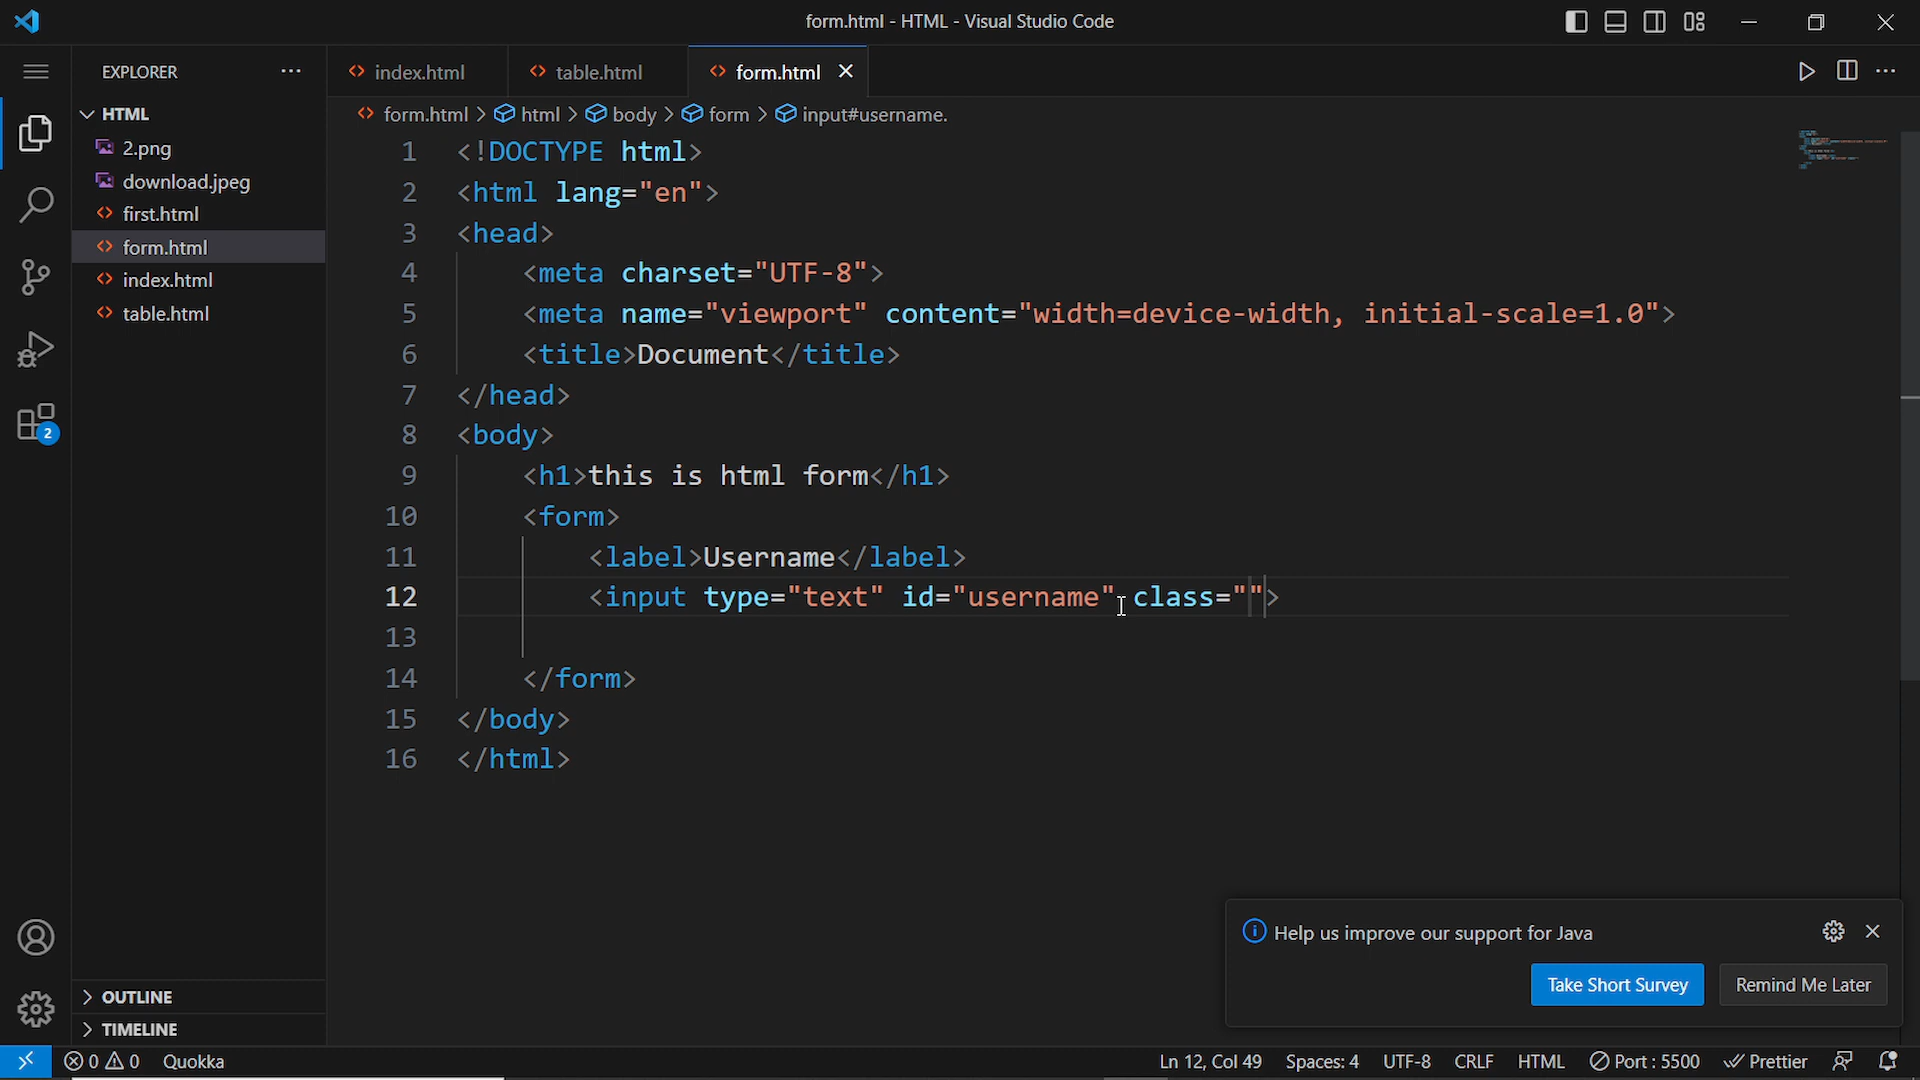 form.html - HTML - Visual Studio Code
EXPLORER
HTML
2.png
download.jpeg
first.html
form.html
index.html
table.html
OUTLINE
TIMELINE
index.html
table.html
form.html
form.html > html > body > form > input#username.
1 <!DOCTYPE html>
2 <html lang="en">
3 <head>
4 <meta charset="UTF-8">
5 <meta name="viewport" content="width=device-width, initial-scale=1.0">
6 <title>Document</title>
7 </head>
8 <body>
9 <h1>this is html form</h1>
10 <form>
11 <label>Username</label>
12 <input type="text" id="username" class="">
13
14 </form>
15 </body>
16 </html>
2
Help us improve our support for Java
Take Short Survey
Remind Me Later
0 0 Quokka
Ln 12, Col 49 Spaces: 4 UTF-8 CRLF HTML Port : 5500 Prettier